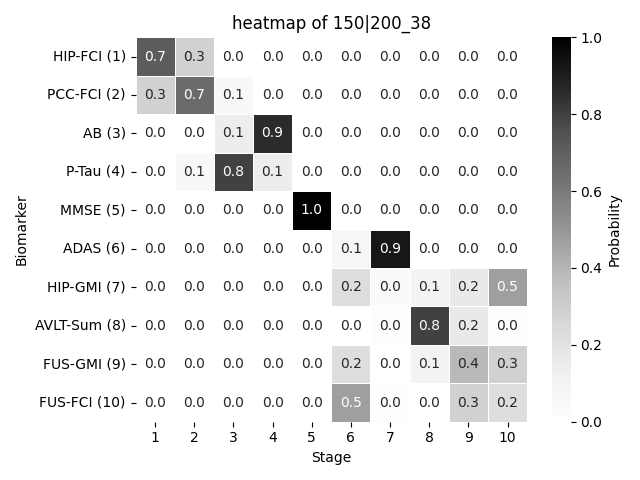 heatmap of 150|200_38
HIP-FCI (1) 0.7 0.3 0.0 0.0 0.0 0.0 0.0 0.0 0.0 0.0
PCC-FCI (2) 0.3 0.7 0.1 0.0 0.0 0.0 0.0 0.0 0.0 0.0
AB (3) 0.0 0.0 0.1 0.9 0.0 0.0 0.0 0.0 0.0 0.0
P-Tau (4) 0.0 0.1 0.8 0.1 0.0 0.0 0.0 0.0 0.0 0.0
MMSE (5) 0.0 0.0 0.0 0.0 1.0 0.0 0.0 0.0 0.0 0.0
ADAS (6) 0.0 0.0 0.0 0.0 0.0 0.1 0.9 0.0 0.0 0.0
HIP-GMI (7) 0.0 0.0 0.0 0.0 0.0 0.2 0.0 0.1 0.2 0.5
AVLT-Sum (8) 0.0 0.0 0.0 0.0 0.0 0.0 0.0 0.8 0.2 0.0
FUS-GMI (9) 0.0 0.0 0.0 0.0 0.0 0.2 0.0 0.1 0.4 0.3
FUS-FCI (10) 0.0 0.0 0.0 0.0 0.0 0.5 0.0 0.0 0.3 0.2
1 2 3 4 5 6 7 8 9 10
Stage
Biomarker
1.0
0.8
0.6
0.4
0.2
0.0
Probability